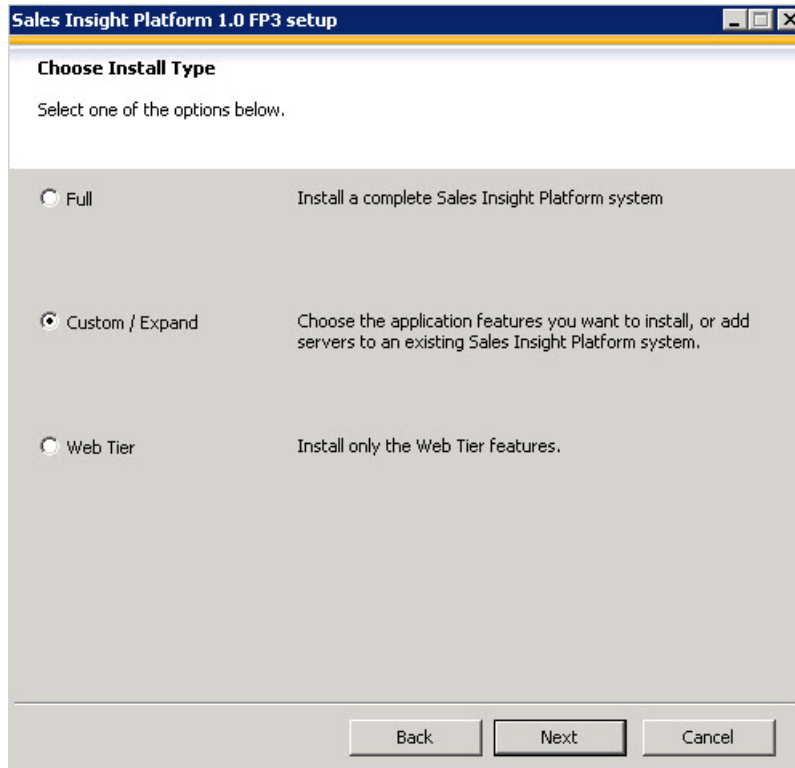 Sales Insight Platform 1.0 FP3 setup
Choose Install Type
Select one of the options below.
Full
Install a complete Sales Insight Platform system
Custom / Expand
Choose the application features you want to install, or add
servers to an existing Sales Insight Platform system.
Web Tier
Install only the Web Tier features.
Back
Next
Cancel